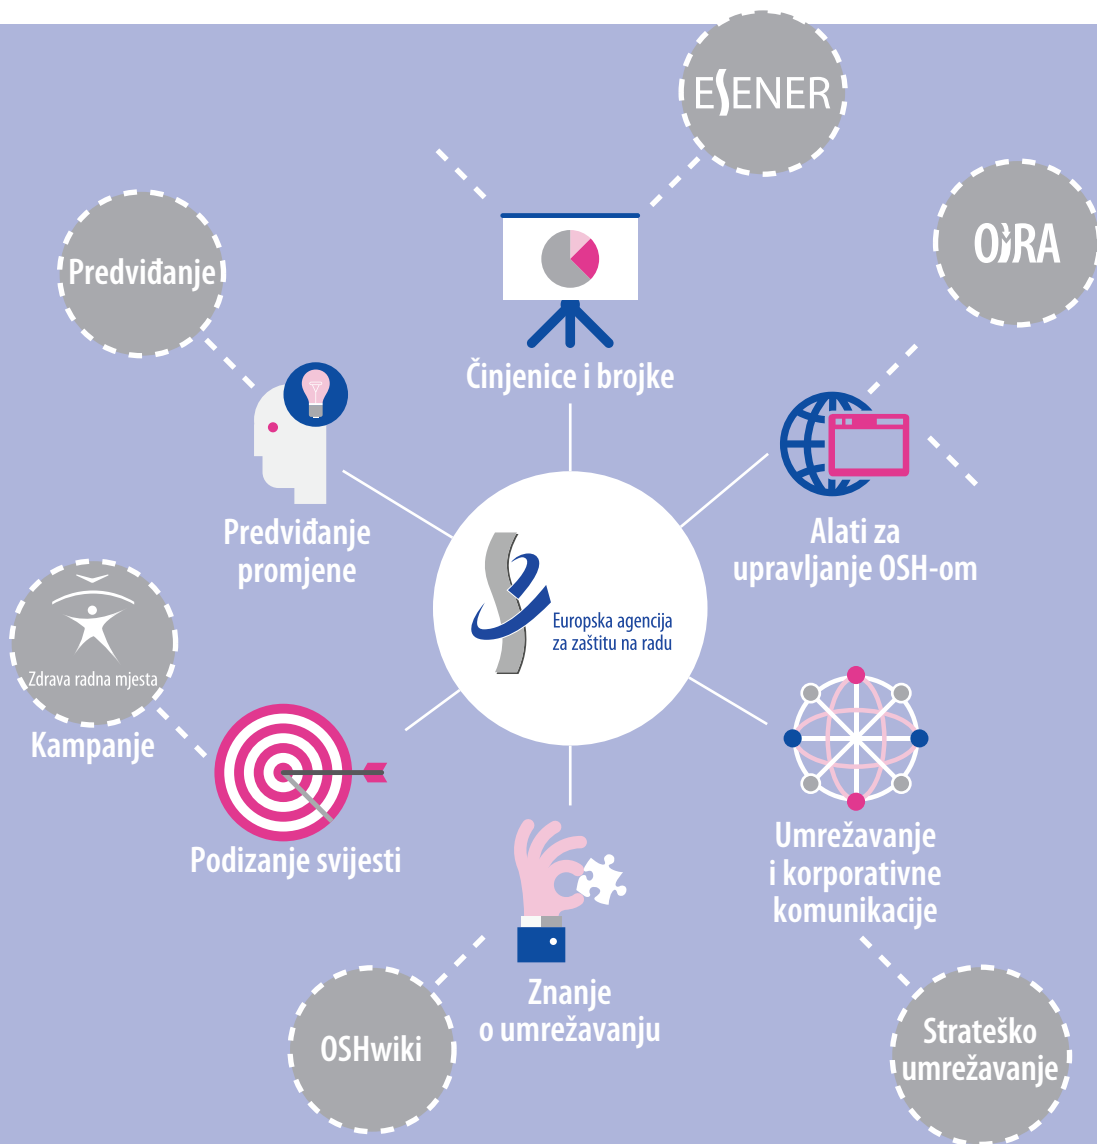 ESENER
OiRA
Predviđanje
Činjenice i brojke
Predviđanje
promjene
Alati za
upravljanje OSH-om
Europska agencija
za zaštitu na radu
Zdrava radna mjesta
Kampanje
Podizanje svijesti
Umrežavanje
i korporativne
komunikacije
Znanje
o umrežavanju
OSHwiki
Strateško
umrežavanje